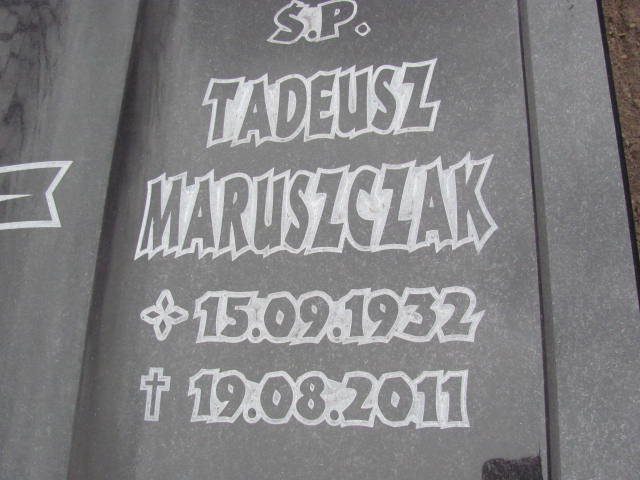 Ś.P.
TADEUSZ
MARUSZCZAK
15.09.1932
19.08.2011